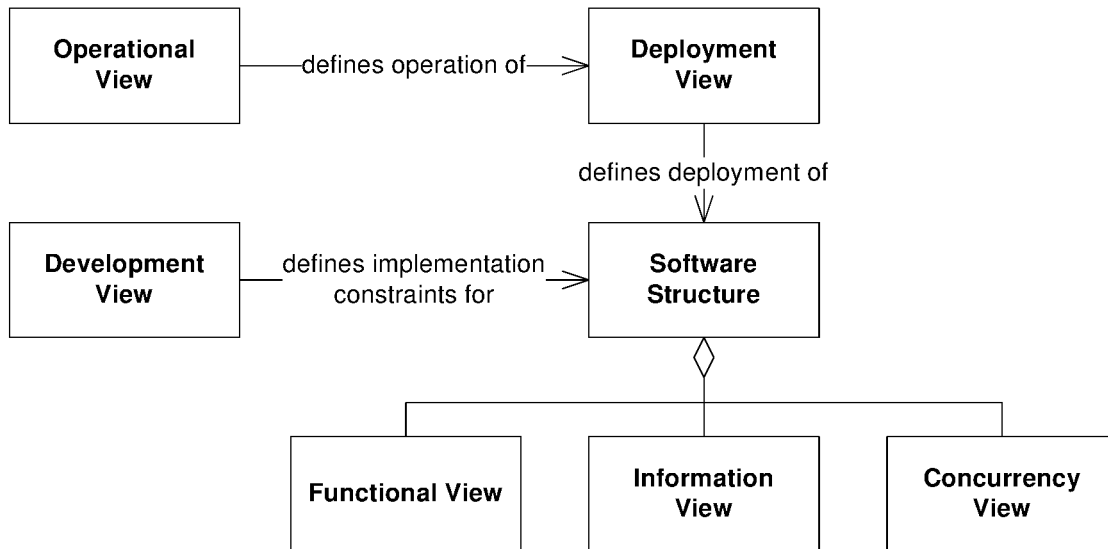 Operational
View
defines operation of
Deployment
View
defines deployment of
Development
View
defines implementation
constraints for
Software
Structure
Functional View
Information
View
Concurrency
View